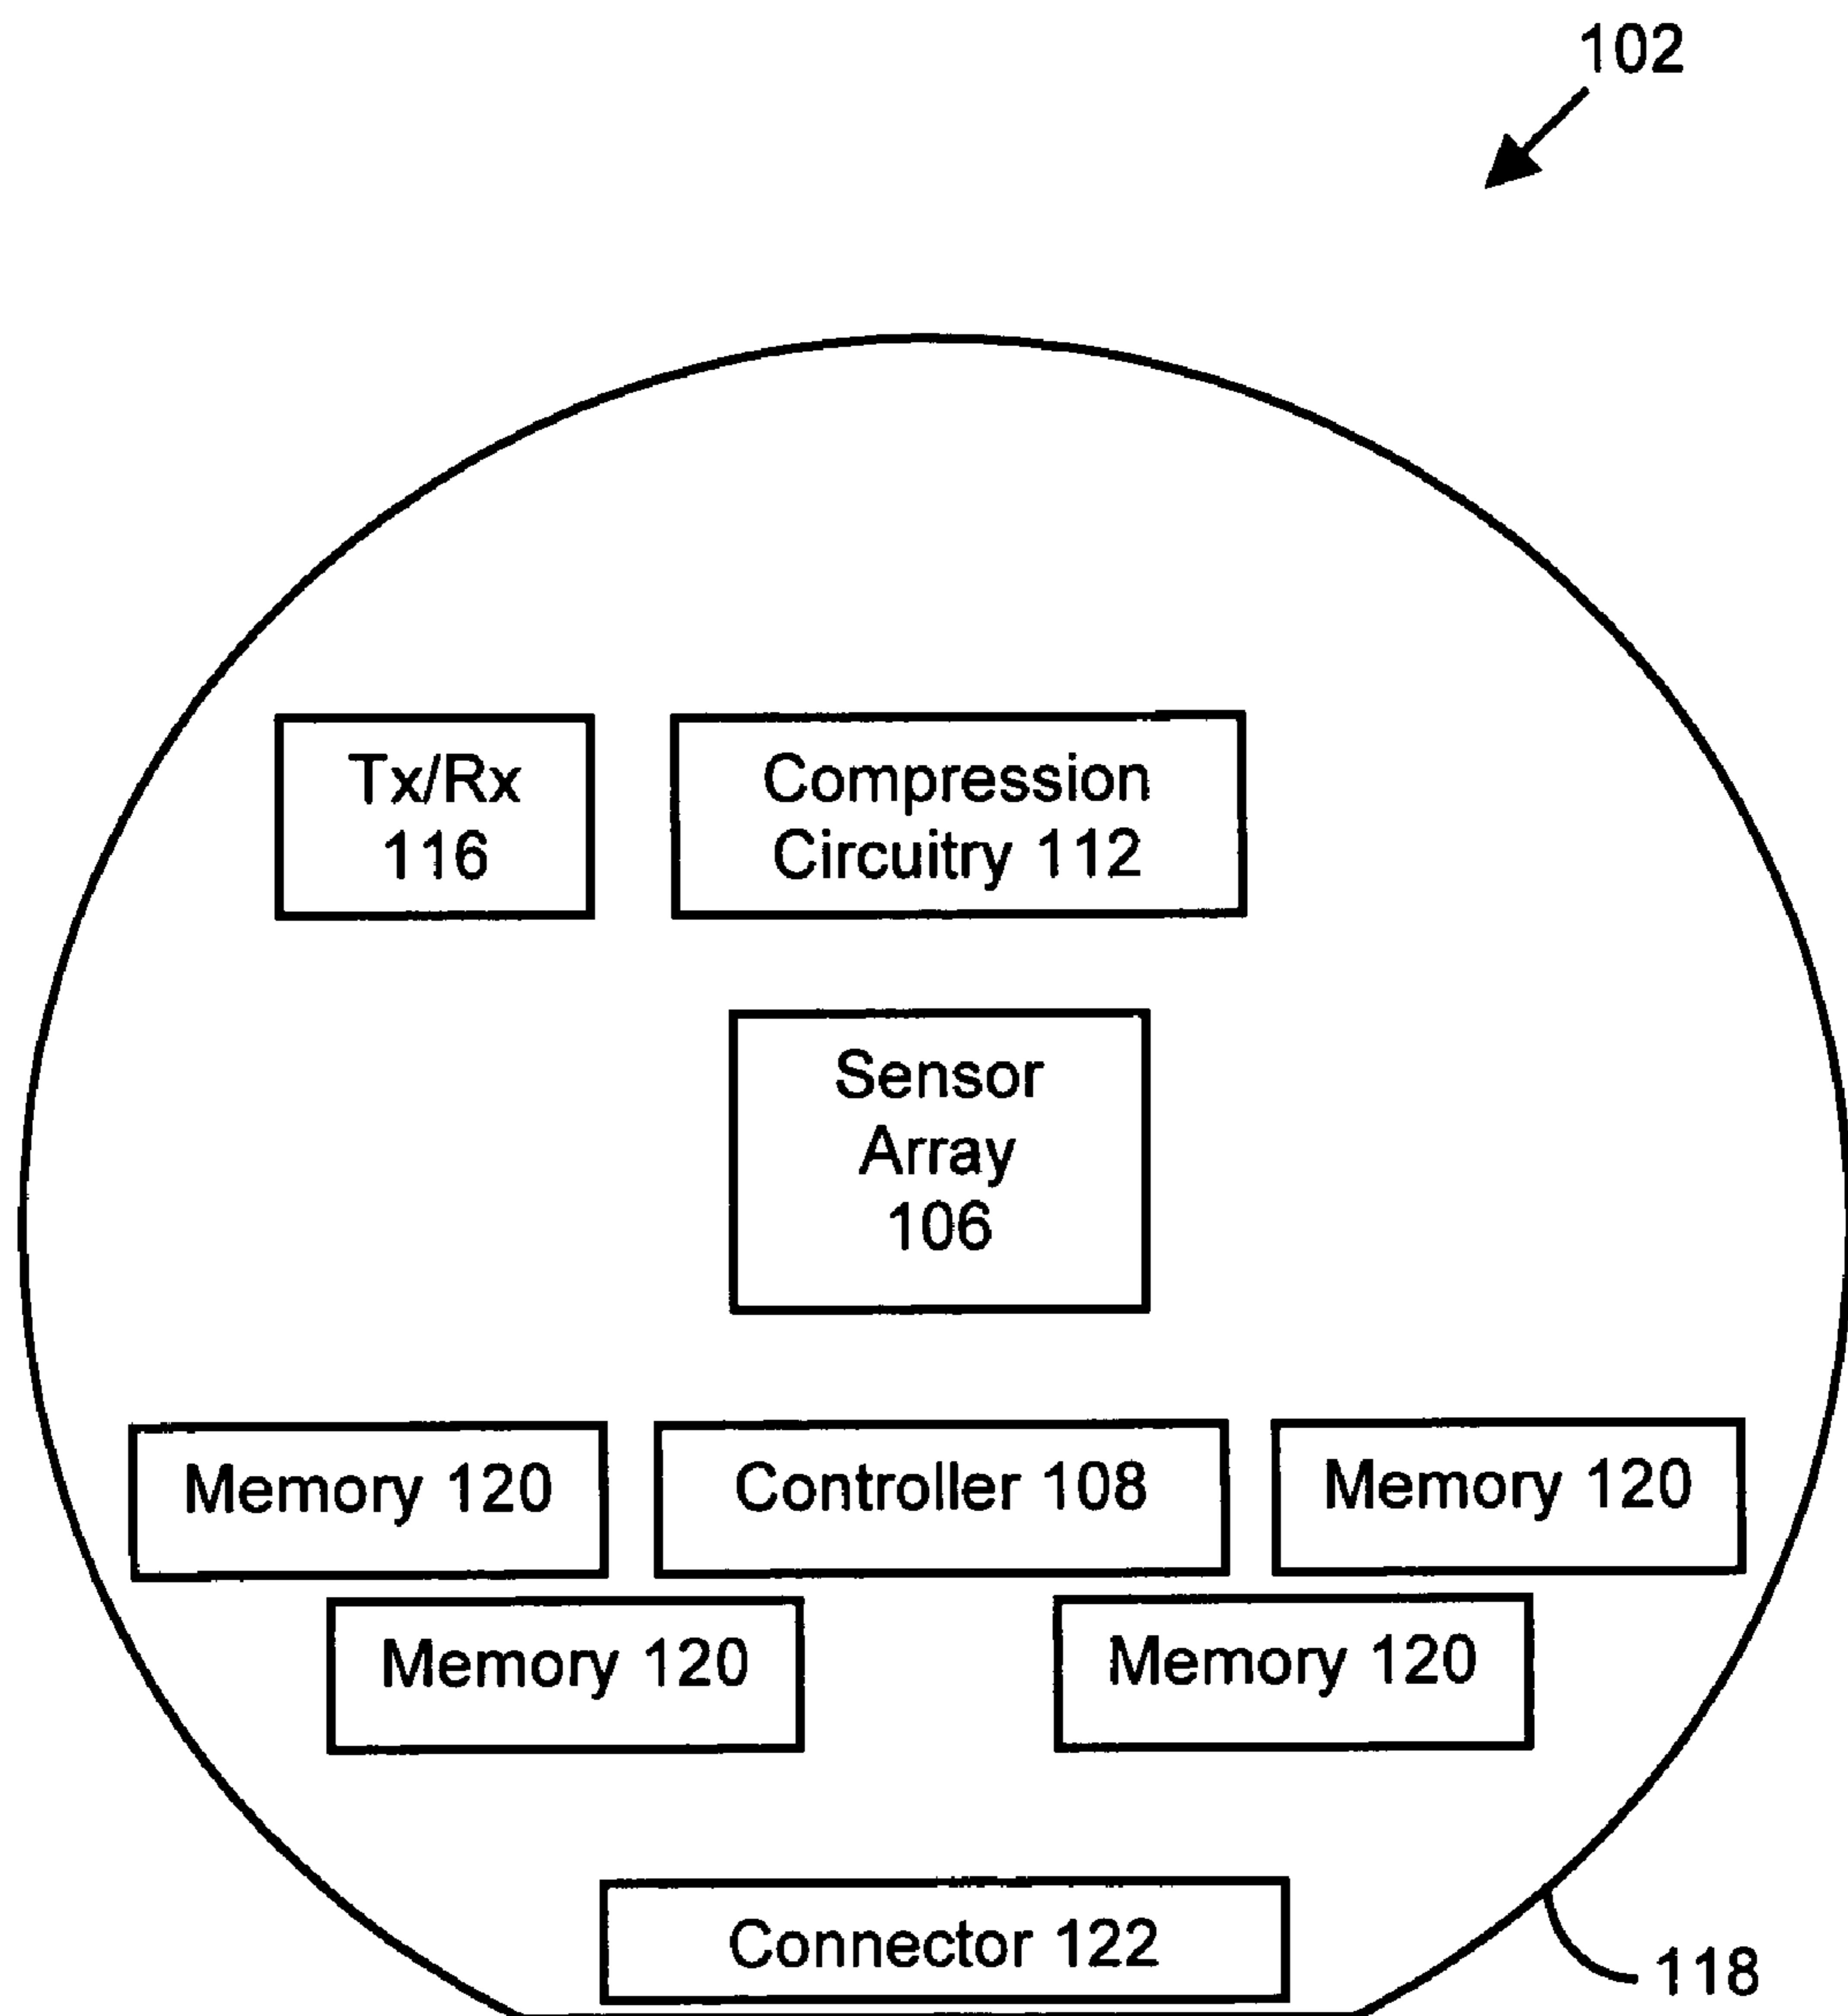 102
Tx/Rx
116
Compression
Circuitry 112
Sensor
Array
106
Memory 120
Controller 108
Memory 120
Memory 120
Memory 120
Connector 122
118